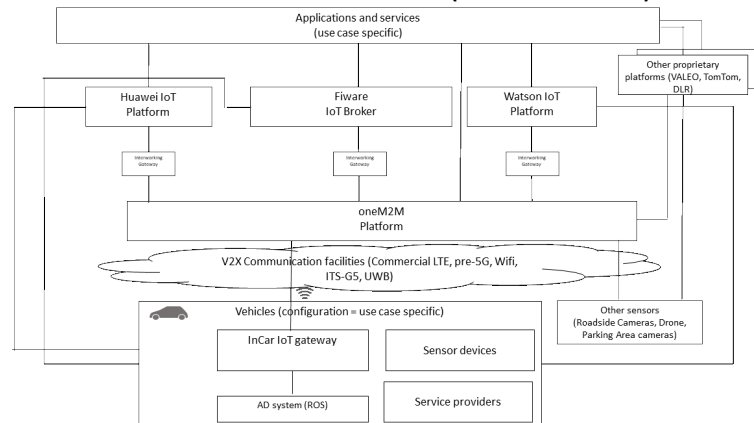 Applications and services
(use case specific)
Other proprietary
platforms (VALEO, TomTom,
DLR)
Huawei IoT
Platform
Fiware
IoT Broker
Watson IoT
Platform
Interworking
Gateway
Interworking
Gateway
Interworking
Gateway
oneM2M
Platform
V2X Communication facilities (Commercial LTE, pre-5G, Wifi,
ITS-G5, UWB)
Vehicles (configuration = use case specific)
Other sensors
(Roadside Cameras, Drone,
Parking Area cameras)
InCar IoT gateway
Sensor devices
AD system (ROS)
Service providers